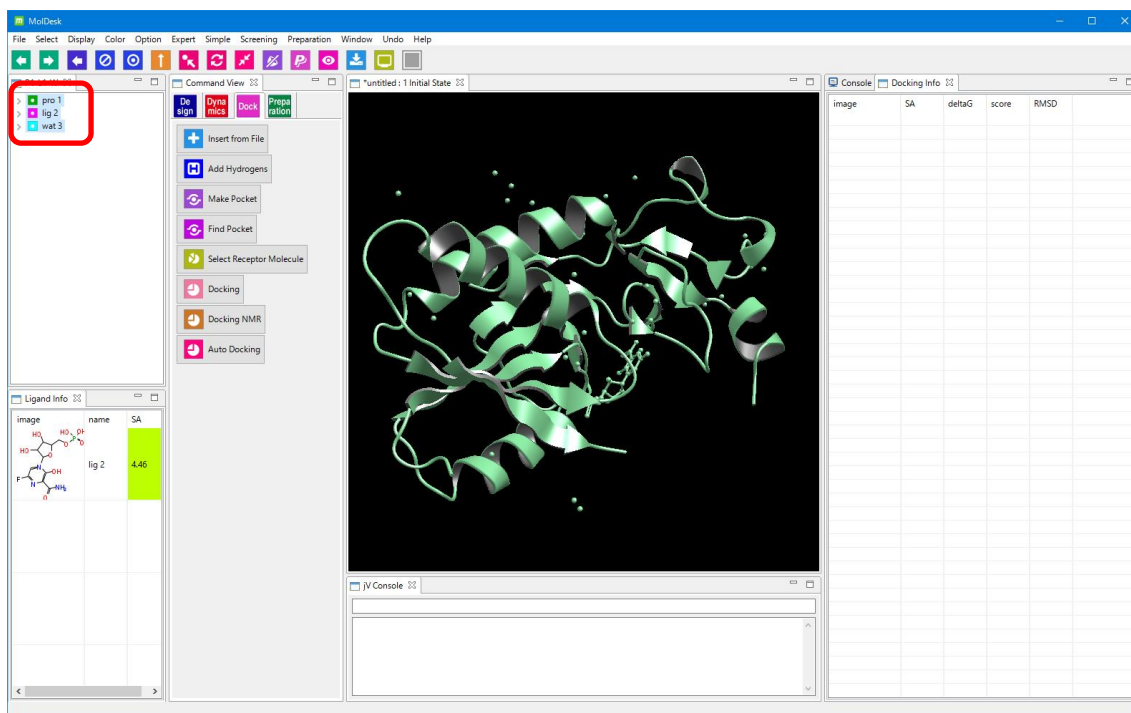 MolDesk
File Select Display Color Option Expert Simple Screening Preparation Window Undo Help
pro 1
lig 2
wat 3
Command View
De
sign
Dyna
mics
Dock
Prepa
ration
Insert from File
Add Hydrogens
Make Pocket
Find Pocket
Select Receptor Molecule
Docking
Docking NMR
Auto Docking
*untitled : 1 Initial State
Console
Docking Info
image SA deltaG score RMSD
Ligand Info
image name SA
HO
HO
HO
P
O
O
N
OH
F
N
NH₂
O
lig 2
4.46
jV Console